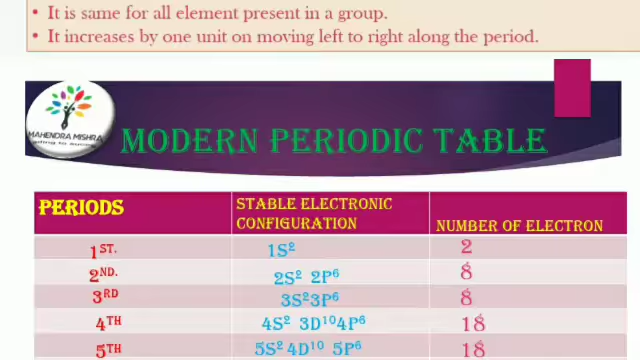 • It is same for all element present in a group.
• It increases by one unit on moving left to right along the period.
MAHENDRA MISHRA
MODERN PERIODIC TABLE
PERIODS STABLE ELECTRONIC CONFIGURATION NUMBER OF ELECTRON
1ST. 1S² 2
2ND. 2S² 2P⁶ 8
3RD 3S²3P⁶ 8
4TH 4S² 3D¹⁰4P⁶ 18
5TH 5S² 4D¹⁰ 5P⁶ 18